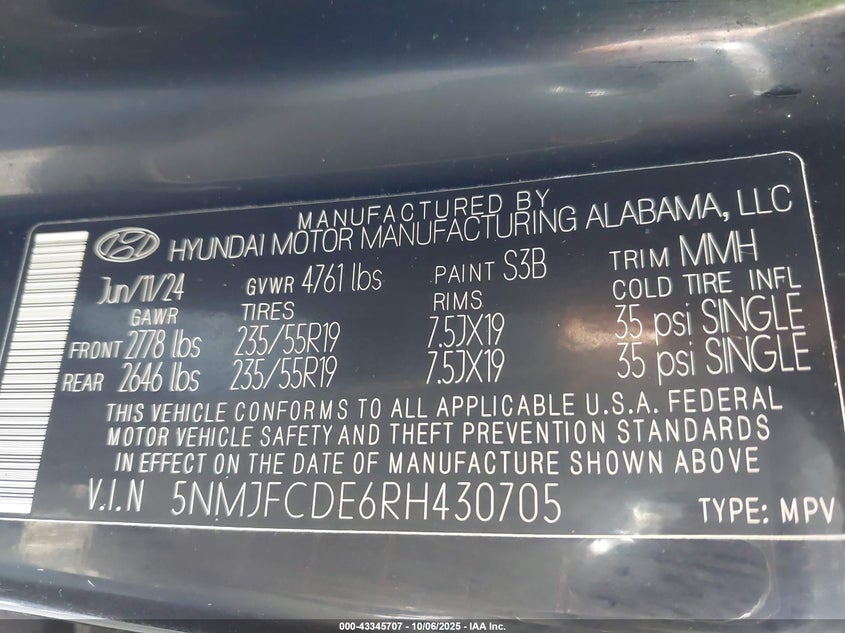 MANUFACTURED BY
HYUNDAI MOTOR MANUFACTURING ALABAMA, LLC
Jun/11/24 GVWR 4761 lbs PAINT S3B TRIM MMH
GAWR TIRES RIMS COLD TIRE INFL
FRONT 2778 lbs 235/55R19 7.5JX19 35 psi SINGLE
REAR 2646 lbs 235/55R19 7.5JX19 35 psi SINGLE
THIS VEHICLE CONFORMS TO ALL APPLICABLE U.S.A. FEDERAL
MOTOR VEHICLE SAFETY AND THEFT PREVENTION STANDARDS
IN EFFECT ON THE DATE OF MANUFACTURE SHOWN ABOVE
V.I.N 5NMJFCDE6RH430705 TYPE: MPV
000-43345707 - 10/06/2025 - IAA Inc.